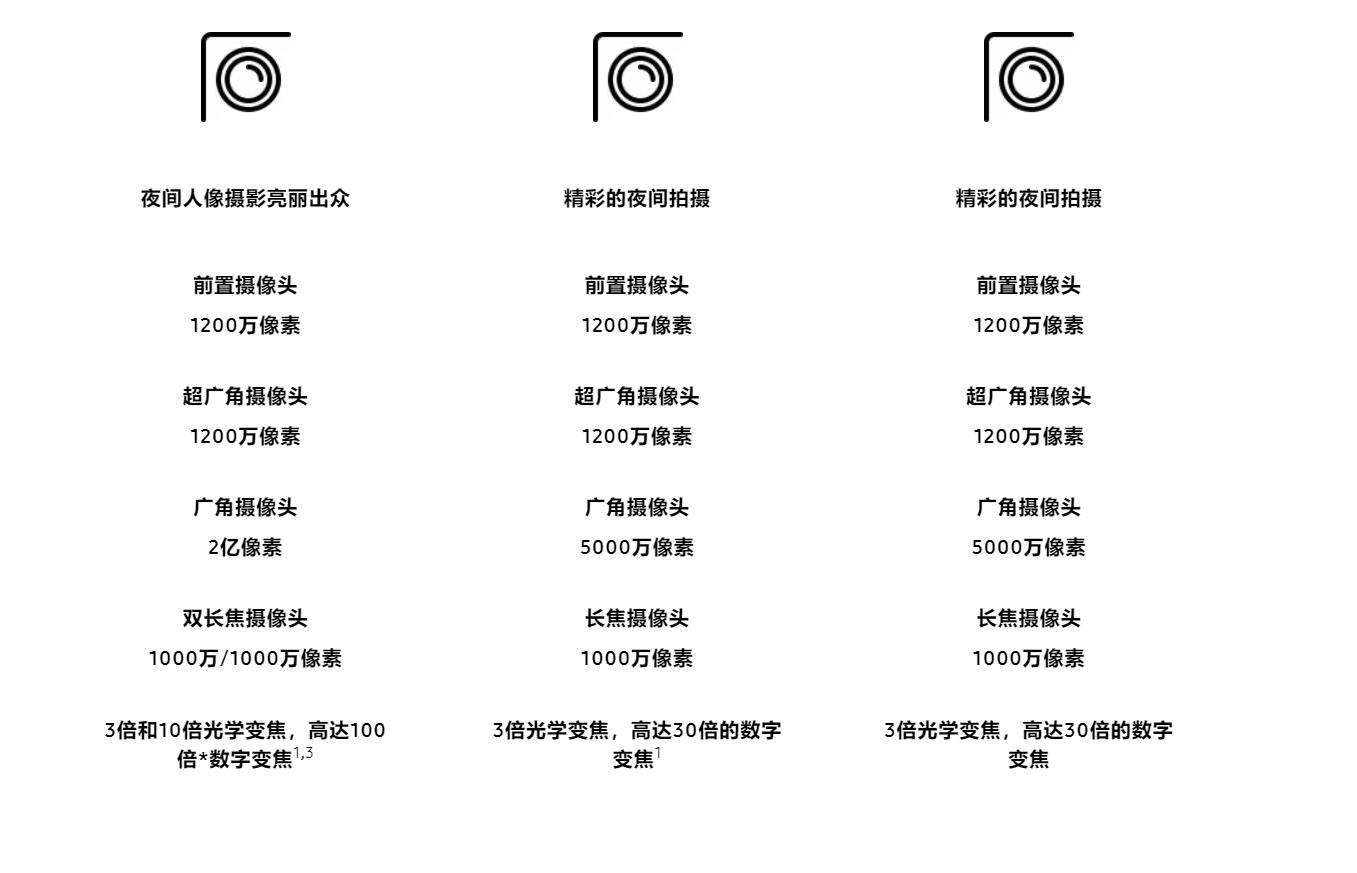 夜间人像摄影亮丽出众
前置摄像头
1200万像素
超广角摄像头
1200万像素
广角摄像头
2亿像素
双长焦摄像头
1000万/1000万像素
3倍和10倍光学变焦，高达100
倍*数字变焦1,3
精彩的夜间拍摄
前置摄像头
1200万像素
超广角摄像头
1200万像素
广角摄像头
5000万像素
长焦摄像头
1000万像素
3倍光学变焦，高达30倍的数字
变焦1
精彩的夜间拍摄
前置摄像头
1200万像素
超广角摄像头
1200万像素
广角摄像头
5000万像素
长焦摄像头
1000万像素
3倍光学变焦，高达30倍的数字
变焦